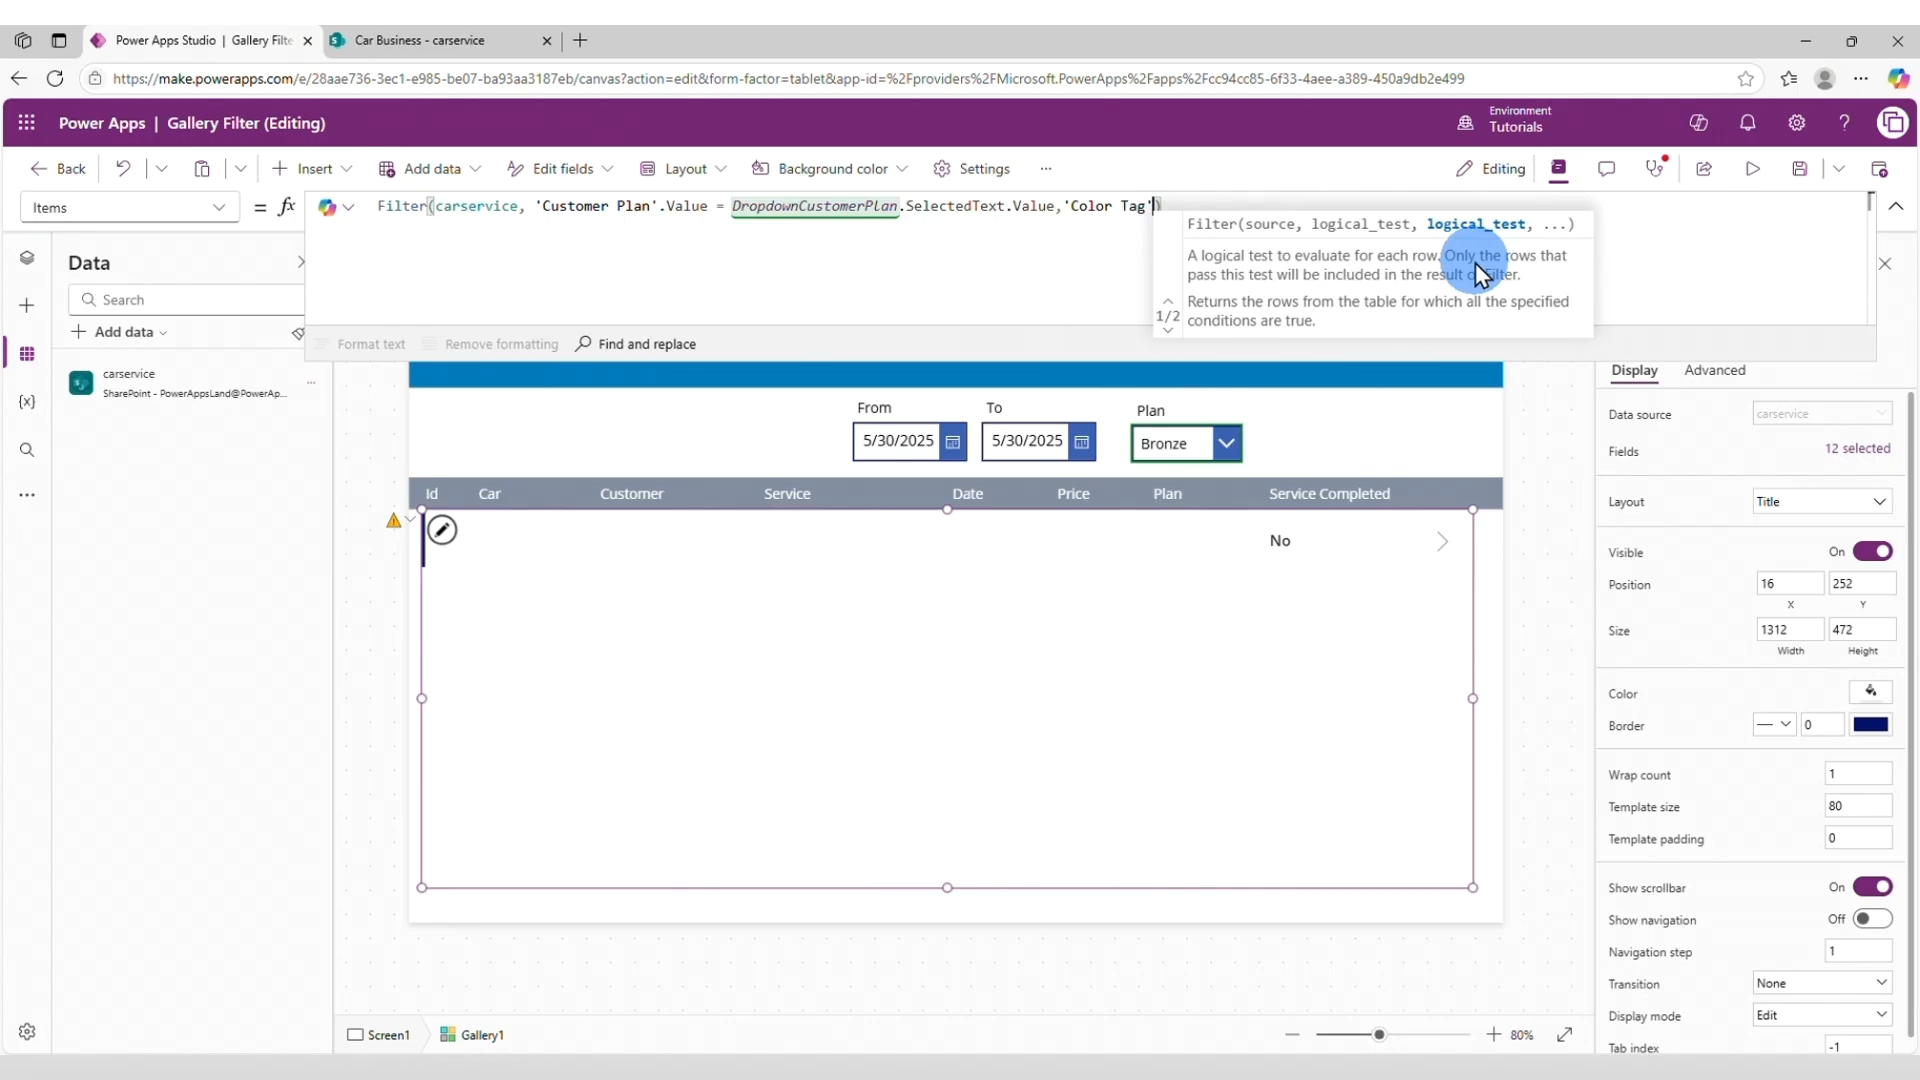 Power Apps Studio | Gallery Filte
Car Business - carservice
https://make.powerapps.com/e/28aae736-3ec1-e985-be07-ba93aa3187eb/canvas?action=edit&form-factor=tablet&app-id=%2Fproviders%2FMicrosoft.PowerApps%2Fapps%2Fcc94cc85-6f33-4aee-a389-450a9db2e499
Power Apps | Gallery Filter (Editing)
Environment
Tutorials
Back
Insert
Add data
Edit fields
Layout
Background color
Settings
Editing
Items
= fx
Filter(carservice, 'Customer Plan'.Value = DropdownCustomerPlan.SelectedText.Value,'Color Tag')
Filter(source, logical_test, logical_test, ...)
A logical test to evaluate for each row. Only the rows that
pass this test will be included in the result of Filter.
1/2
Returns the rows from the table for which all the specified
conditions are true.
Format text
Remove formatting
Find and replace
Data
Search
Add data
carservice
SharePoint - PowerAppsLand@PowerAp...
From
To
Plan
5/30/2025
5/30/2025
Bronze
Id
Car
Customer
Service
Date
Price
Plan
Service Completed
No
Display
Advanced
Data source
carservice
Fields
12 selected
Layout
Title
Visible
On
Position
16
252
X
Y
Size
1312
472
Width
Height
Color
Border
0
Wrap count
1
Template size
80
Template padding
0
Show scrollbar
On
Show navigation
Off
Navigation step
1
Transition
None
Display mode
Edit
Tab index
-1
Screen1
Gallery1
80%